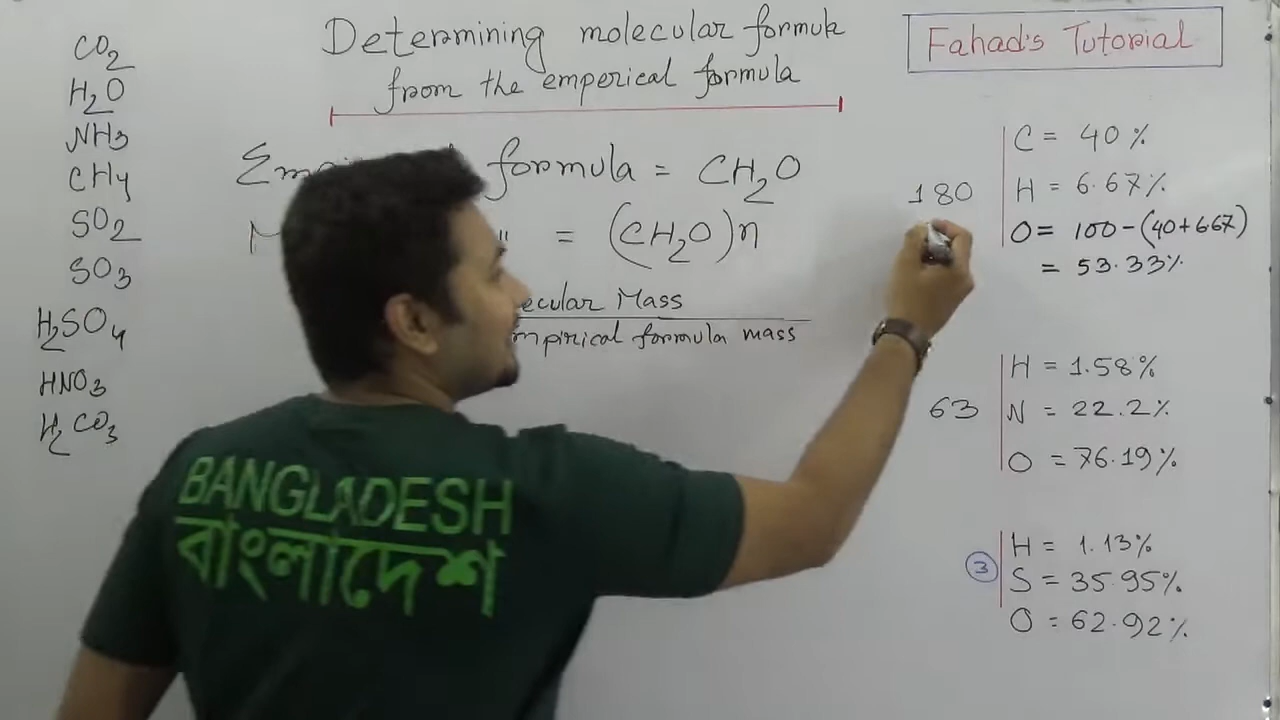 CO2
H2O
NH3
CH4
SO2
SO3
H2SO4
HNO3
H2CO3
Determining molecular formula
from the emperical formula
formula = CH2O
" = (CH2O)n
ecular Mass
mpirical formula mass
Fahad's Tutorial
180
C = 40%
H = 6.67%
O = 100-(40+667)
= 53.33%
63
H = 1.58%
N = 22.2%
O = 76.19%
3
H = 1.13%
S = 35.95%
O = 62.92%
BANGLADESH
বাংলাদেশ